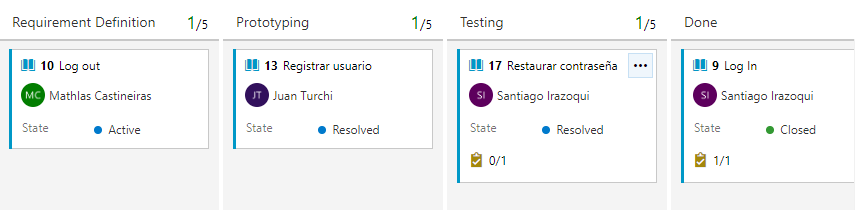 Requirement Definition 1/5
10 Log out
MC Mathlas Castineiras
State Active
Prototyping 1/5
13 Registrar usuario
JT Juan Turchi
State Resolved
Testing 1/5
17 Restaurar contraseña ...
SI Santiago Irazoqui
State Resolved
0/1
Done
9 Log In
SI Santiago Irazoqui
State Closed
1/1